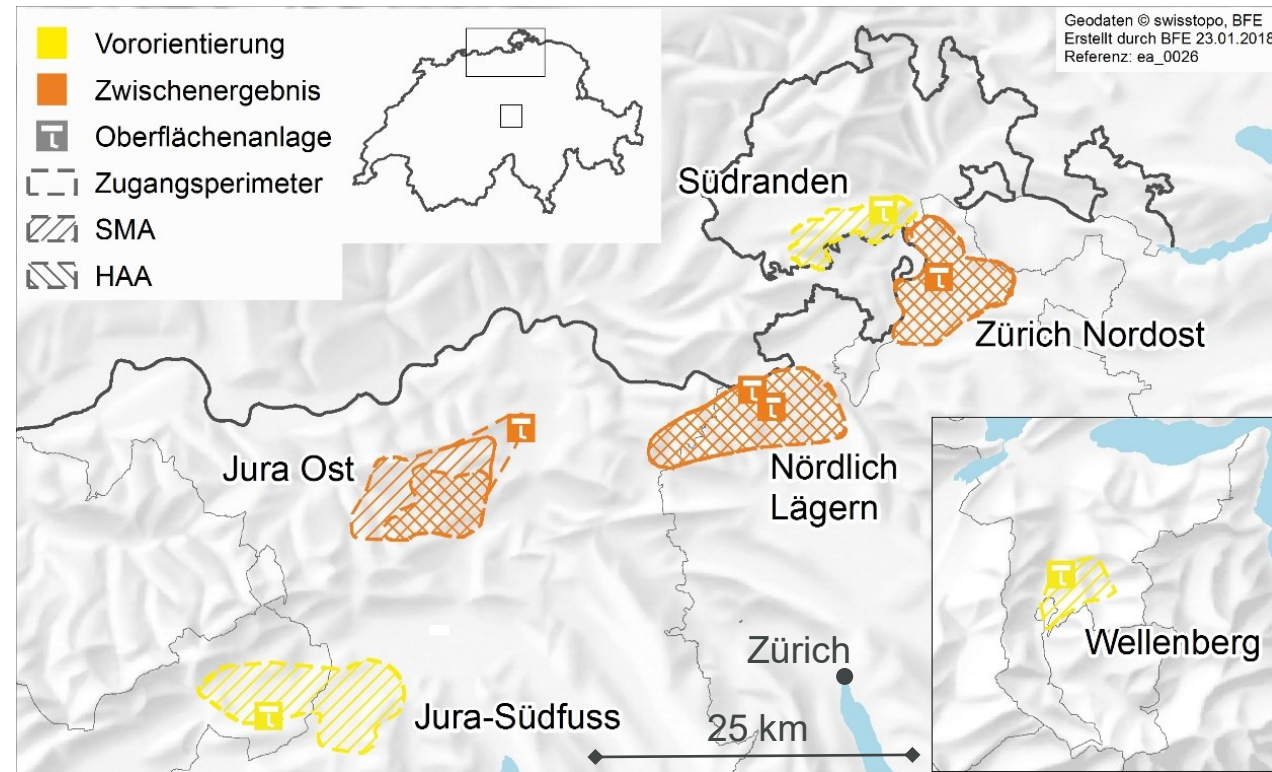 Vororientierung
Zwischenergebnis
Oberflächenanlage
Zugangsperimeter
SMA
HAA
Geodaten © swisstopo, BFE
Erstellt durch BFE 23.01.2018
Referenz: ea_0026
Südranden
Zürich Nordost
Jura Ost
Nördlich
Lägern
Zürich
Wellenberg
Jura-Südfuss
25 km